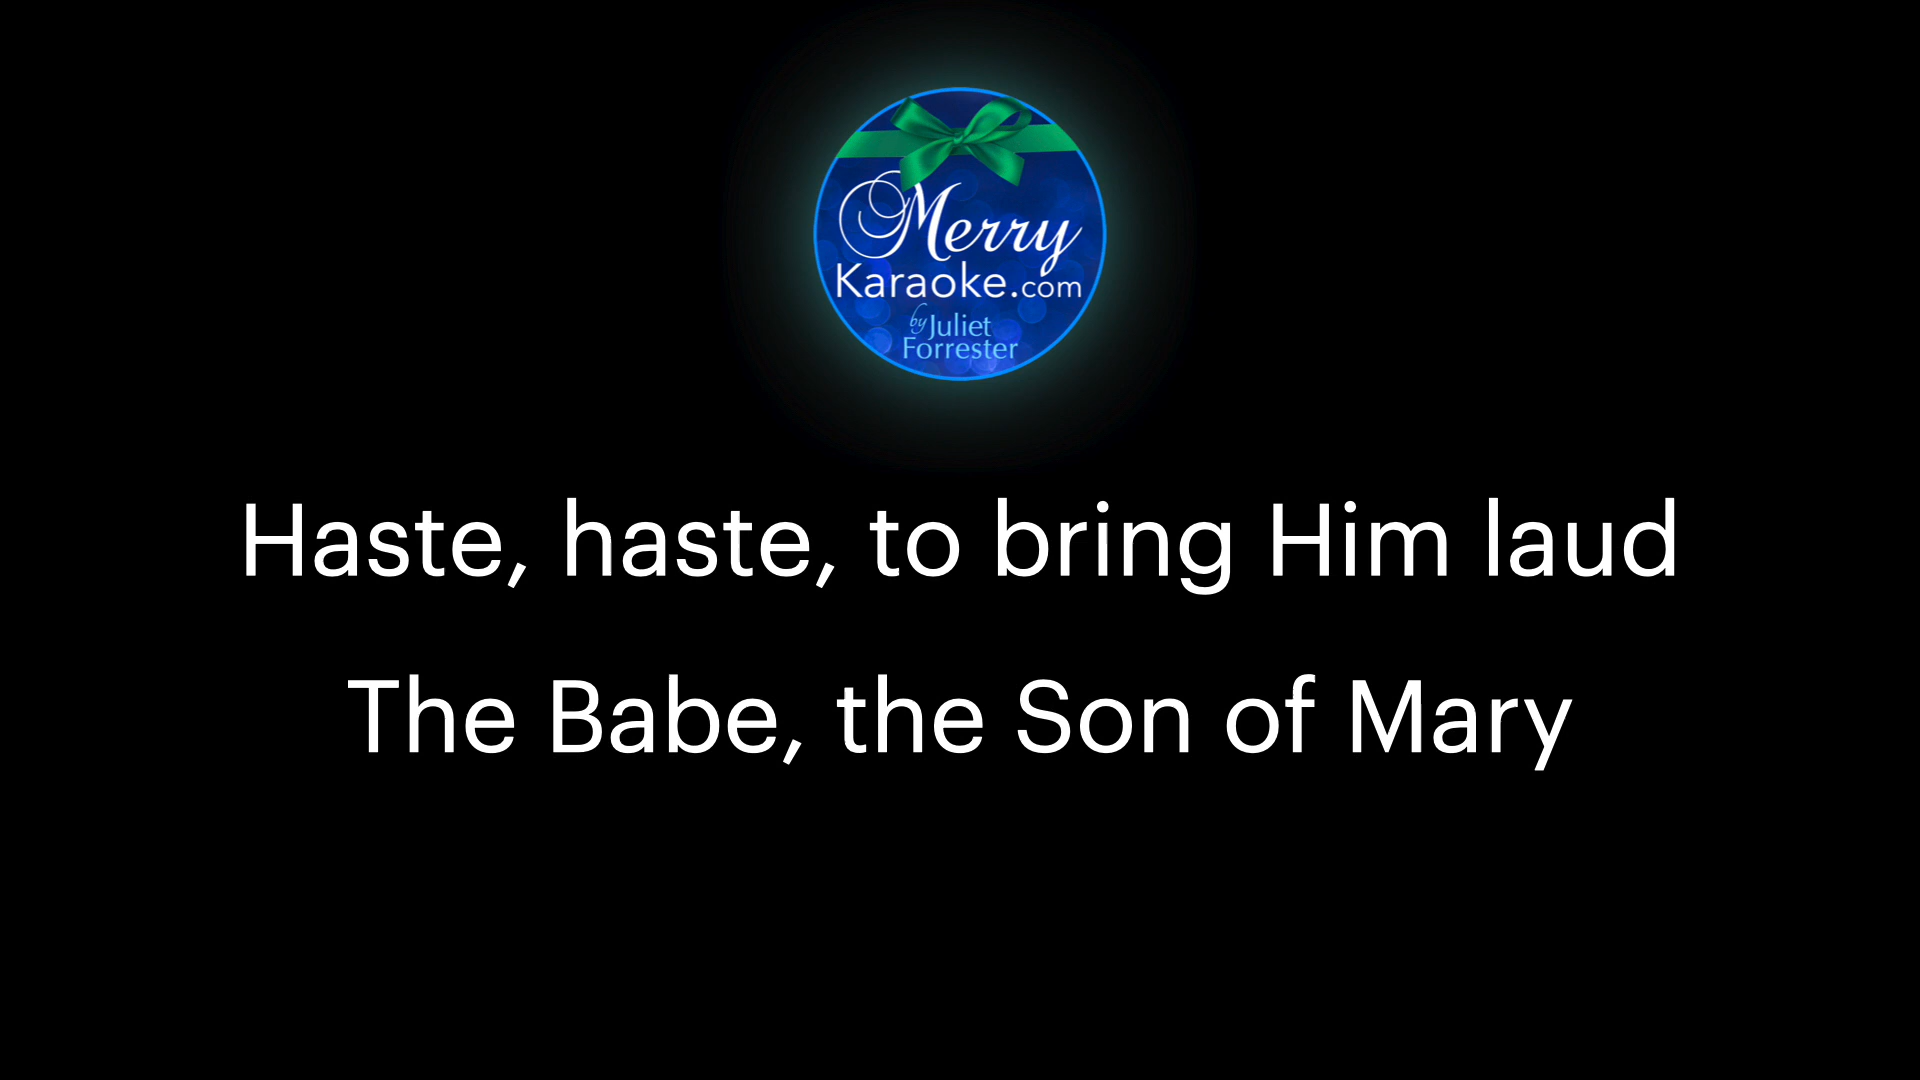 Merry
Karaoke.com
by Juliet
Forrester
Haste, haste, to bring Him laud
The Babe, the Son of Mary